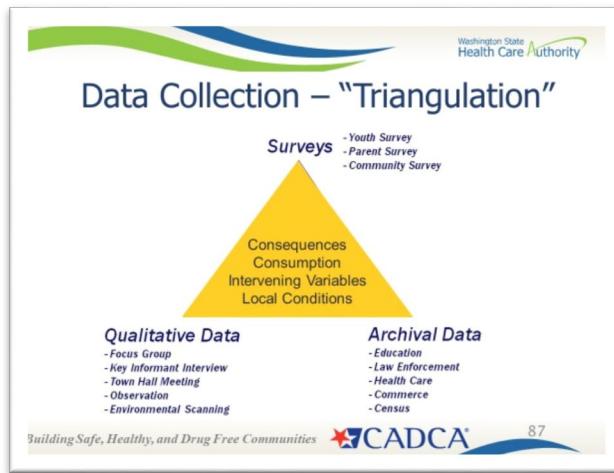 Washington State
Health Care Authority
Data Collection – “Triangulation”
Surveys
- Youth Survey
- Parent Survey
- Community Survey
Consequences
Consumption
Intervening Variables
Local Conditions
Qualitative Data
- Focus Group
- Key Informant Interview
- Town Hall Meeting
- Observation
- Environmental Scanning
Archival Data
- Education
- Law Enforcement
- Health Care
- Commerce
- Census
Building Safe, Healthy, and Drug Free Communities
CADCA®
87